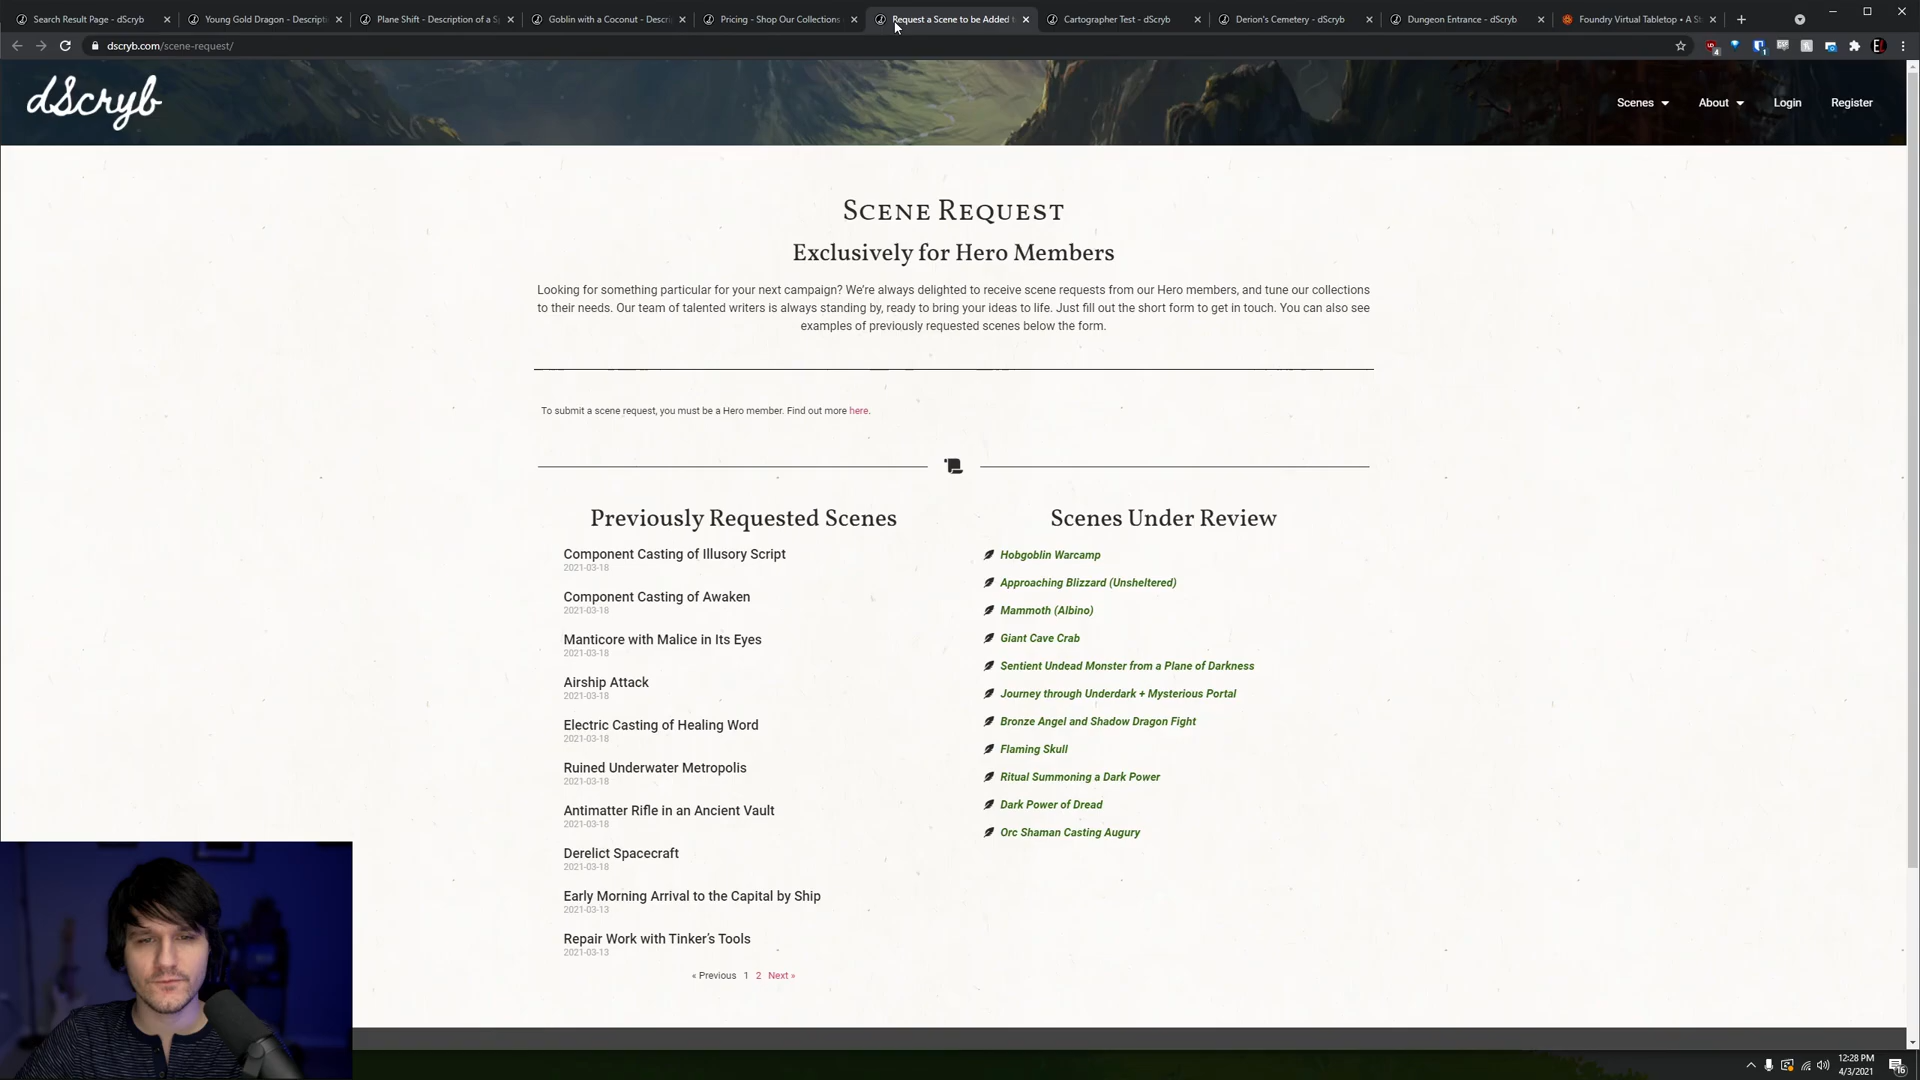 Search Result Page - dScryb
Young Gold Dragon - Descripti
Plane Shift - Description of a S
Goblin with a Coconut - Descri
Pricing - Shop Our Collections
Request a Scene to be Added t
Cartographer Test - dScryb
Derion's Cemetery - dScryb
Dungeon Entrance - dScryb
Foundry Virtual Tabletop • A St
dscryb.com/scene-request/
dScryb
Scenes
About
Login
Register
Scene Request
Exclusively for Hero Members
Looking for something particular for your next campaign? We're always delighted to receive scene requests from our Hero members, and tune our collections
to their needs. Our team of talented writers is always standing by, ready to bring your ideas to life. Just fill out the short form to get in touch. You can also see
examples of previously requested scenes below the form.
To submit a scene request, you must be a Hero member. Find out more here.
Previously Requested Scenes
Component Casting of Illusory Script
2021-03-18
Component Casting of Awaken
2021-03-18
Manticore with Malice in Its Eyes
2021-03-18
Airship Attack
2021-03-18
Electric Casting of Healing Word
2021-03-18
Ruined Underwater Metropolis
2021-03-18
Antimatter Rifle in an Ancient Vault
2021-03-18
Derelict Spacecraft
2021-03-18
Early Morning Arrival to the Capital by Ship
2021-03-13
Repair Work with Tinker's Tools
2021-03-13
« Previous 1 2 Next »
Scenes Under Review
Hobgoblin Warcamp
Approaching Blizzard (Unsheltered)
Mammoth (Albino)
Giant Cave Crab
Sentient Undead Monster from a Plane of Darkness
Journey through Underdark + Mysterious Portal
Bronze Angel and Shadow Dragon Fight
Flaming Skull
Ritual Summoning a Dark Power
Dark Power of Dread
Orc Shaman Casting Augury
12:28 PM
4/3/2021